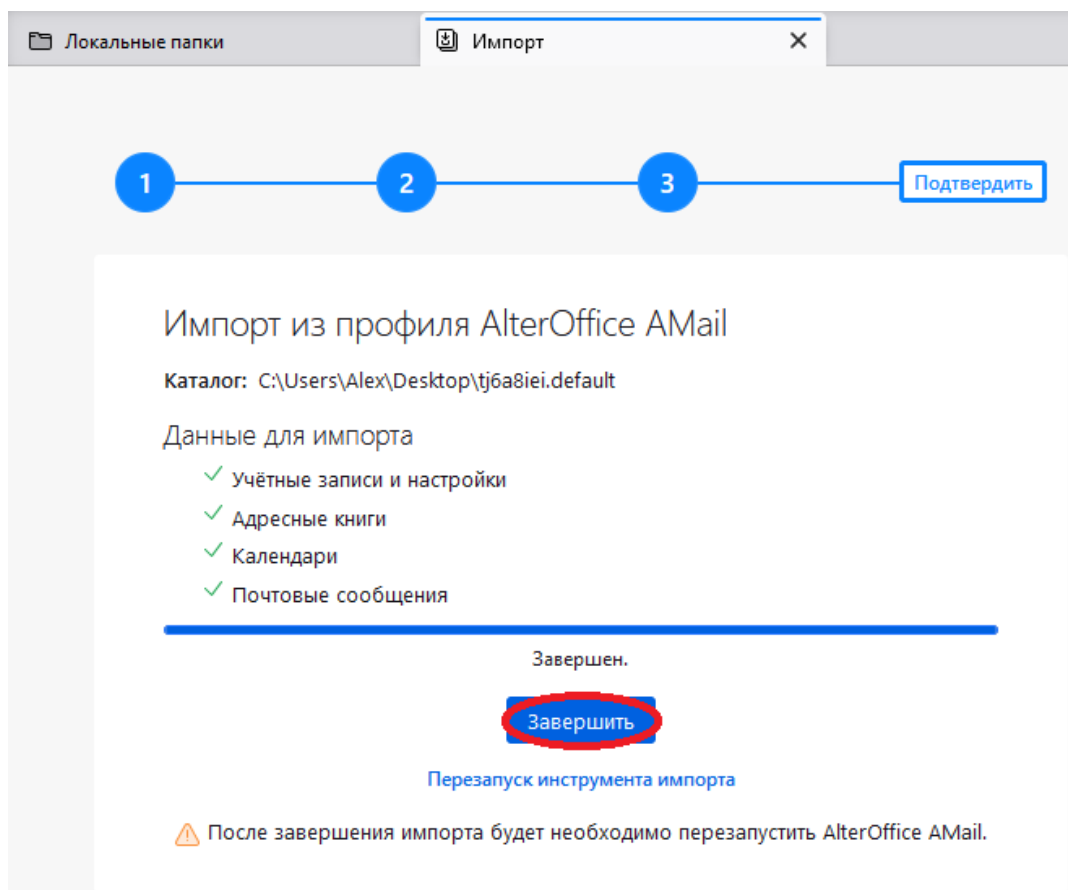 Локальные папки
Импорт
1
2
3
Подтвердить
Импорт из профиля AlterOffice AMail
Каталог: C:\Users\Alex\Desktop\tj6a8iei.default
Данные для импорта
Учётные записи и настройки
Адресные книги
Календари
Почтовые сообщения
Завершен.
Завершить
Перезапуск инструмента импорта
После завершения импорта будет необходимо перезапустить AlterOffice AMail.